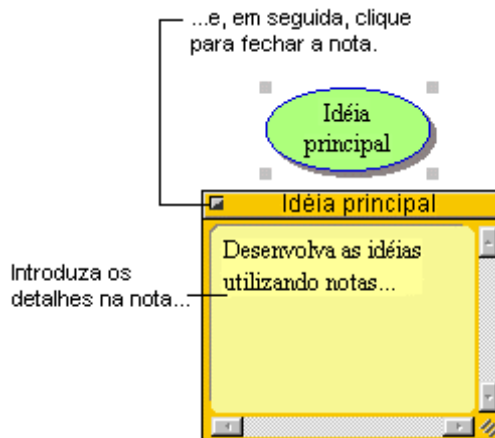 ...e, em seguida, clique
para fechar a nota.
Idéia
principal
Idéia principal
Desenvolva as idéias
utilizando notas...
Introduza os
detalhes na nota...